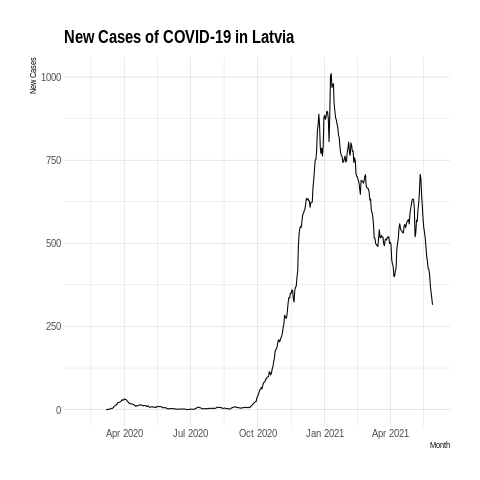 New Cases of COVID-19 in Latvia
New Cases
1000
750
500
250
0
Apr 2020
Jul 2020
Oct 2020
Jan 2021
Apr 2021
Month